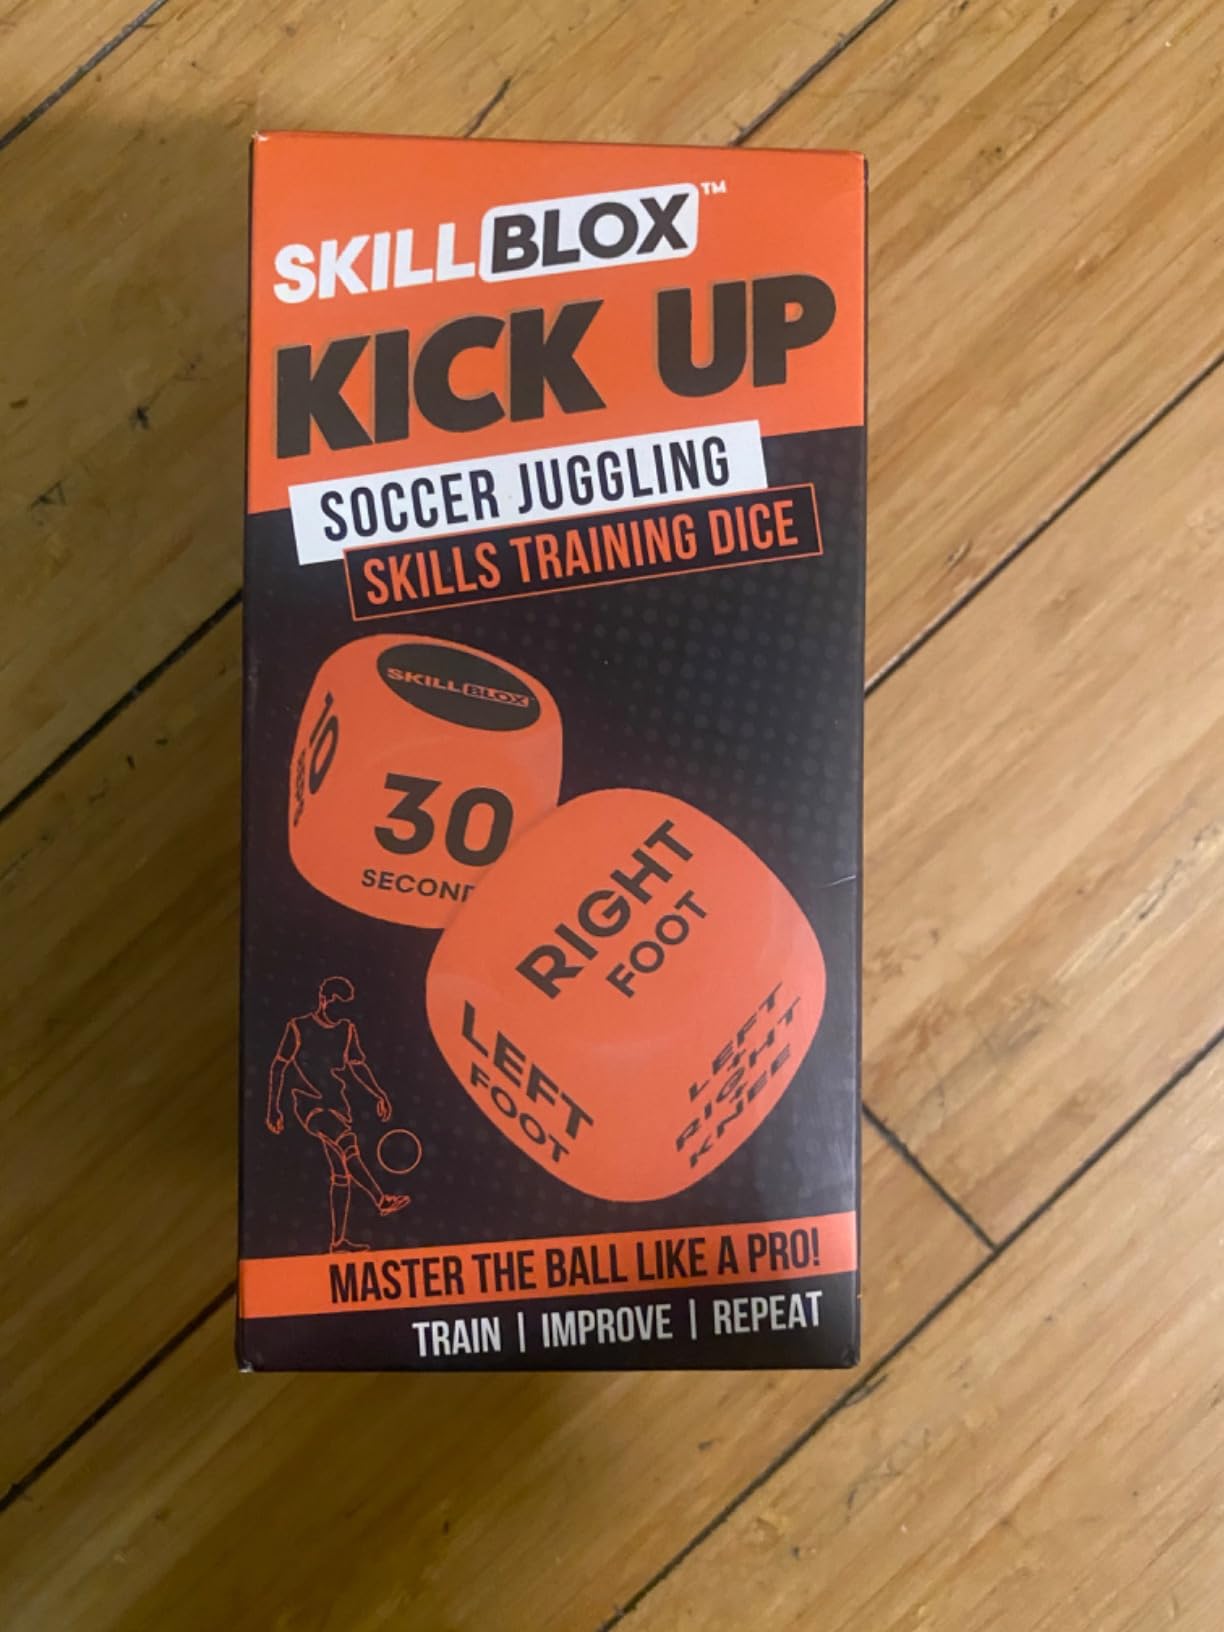 SKILLBLOX™
KICK UP
SOCCER JUGGLING
SKILLS TRAINING DICE
SKILLBLOX
10
30
SECOND
RIGHT
FOOT
LEFT
FOOT
LEFT
RIGHT
KNEE
MASTER THE BALL LIKE A PRO!
TRAIN | IMPROVE | REPEAT